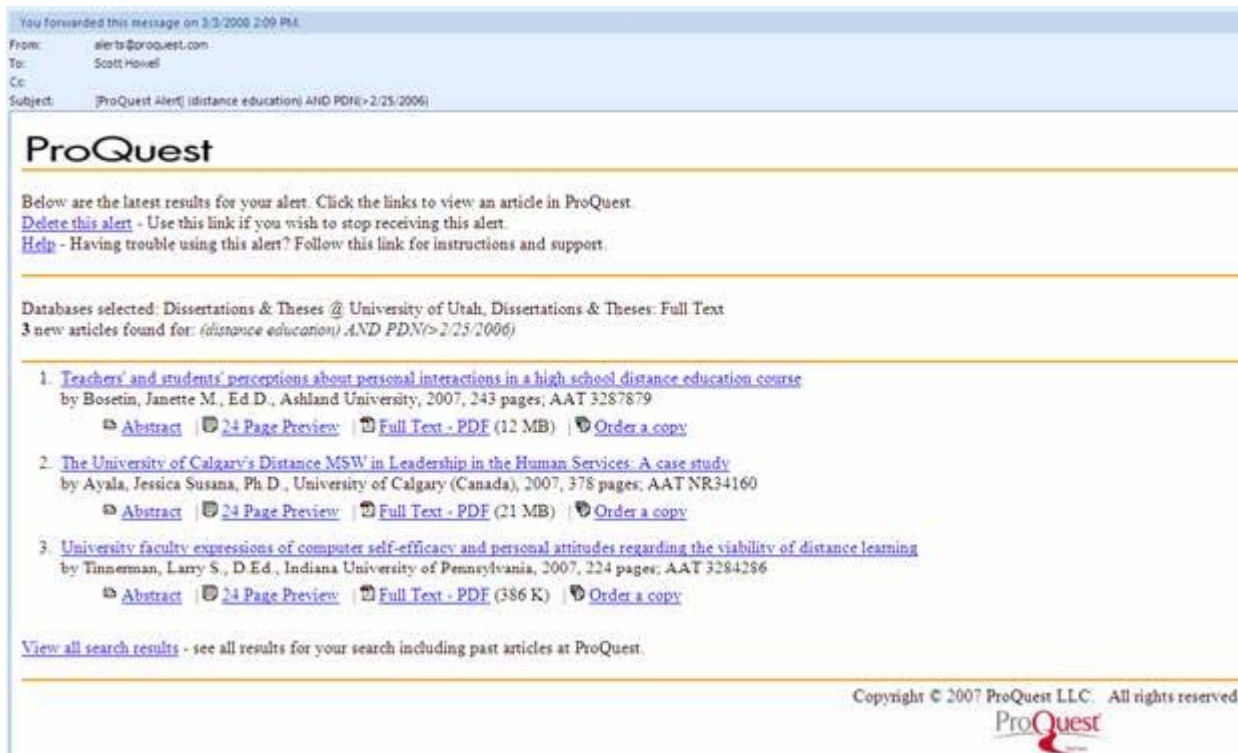 You forwarded this message on 3/3/2008 2:09 PM.
From: alerts@proquest.com
To: Scott Howell
Cc:
Subject: [ProQuest Alert] (distance education) AND PDN(>2/25/2006)
ProQuest
Below are the latest results for your alert. Click the links to view an article in ProQuest.
Delete this alert - Use this link if you wish to stop receiving this alert.
Help - Having trouble using this alert? Follow this link for instructions and support.
Databases selected: Dissertations & Theses @ University of Utah, Dissertations & Theses: Full Text
3 new articles found for: (distance education) AND PDN(>2/25/2006)
1. Teachers' and students' perceptions about personal interactions in a high school distance education course
by Bosetin, Janette M., Ed.D., Ashland University, 2007, 243 pages; AAT 3287879
Abstract | 24 Page Preview | Full Text - PDF (12 MB) | Order a copy
2. The University of Calgary's Distance MSW in Leadership in the Human Services: A case study
by Ayala, Jessica Susana, Ph.D., University of Calgary (Canada), 2007, 378 pages; AAT NR34160
Abstract | 24 Page Preview | Full Text - PDF (21 MB) | Order a copy
3. University faculty expressions of computer self-efficacy and personal attitudes regarding the viability of distance learning
by Tinnerman, Larry S., D.Ed., Indiana University of Pennsylvania, 2007, 224 pages; AAT 3284286
Abstract | 24 Page Preview | Full Text - PDF (386 K) | Order a copy
View all search results - see all results for your search including past articles at ProQuest.
Copyright © 2007 ProQuest LLC. All rights reserved
ProQuest